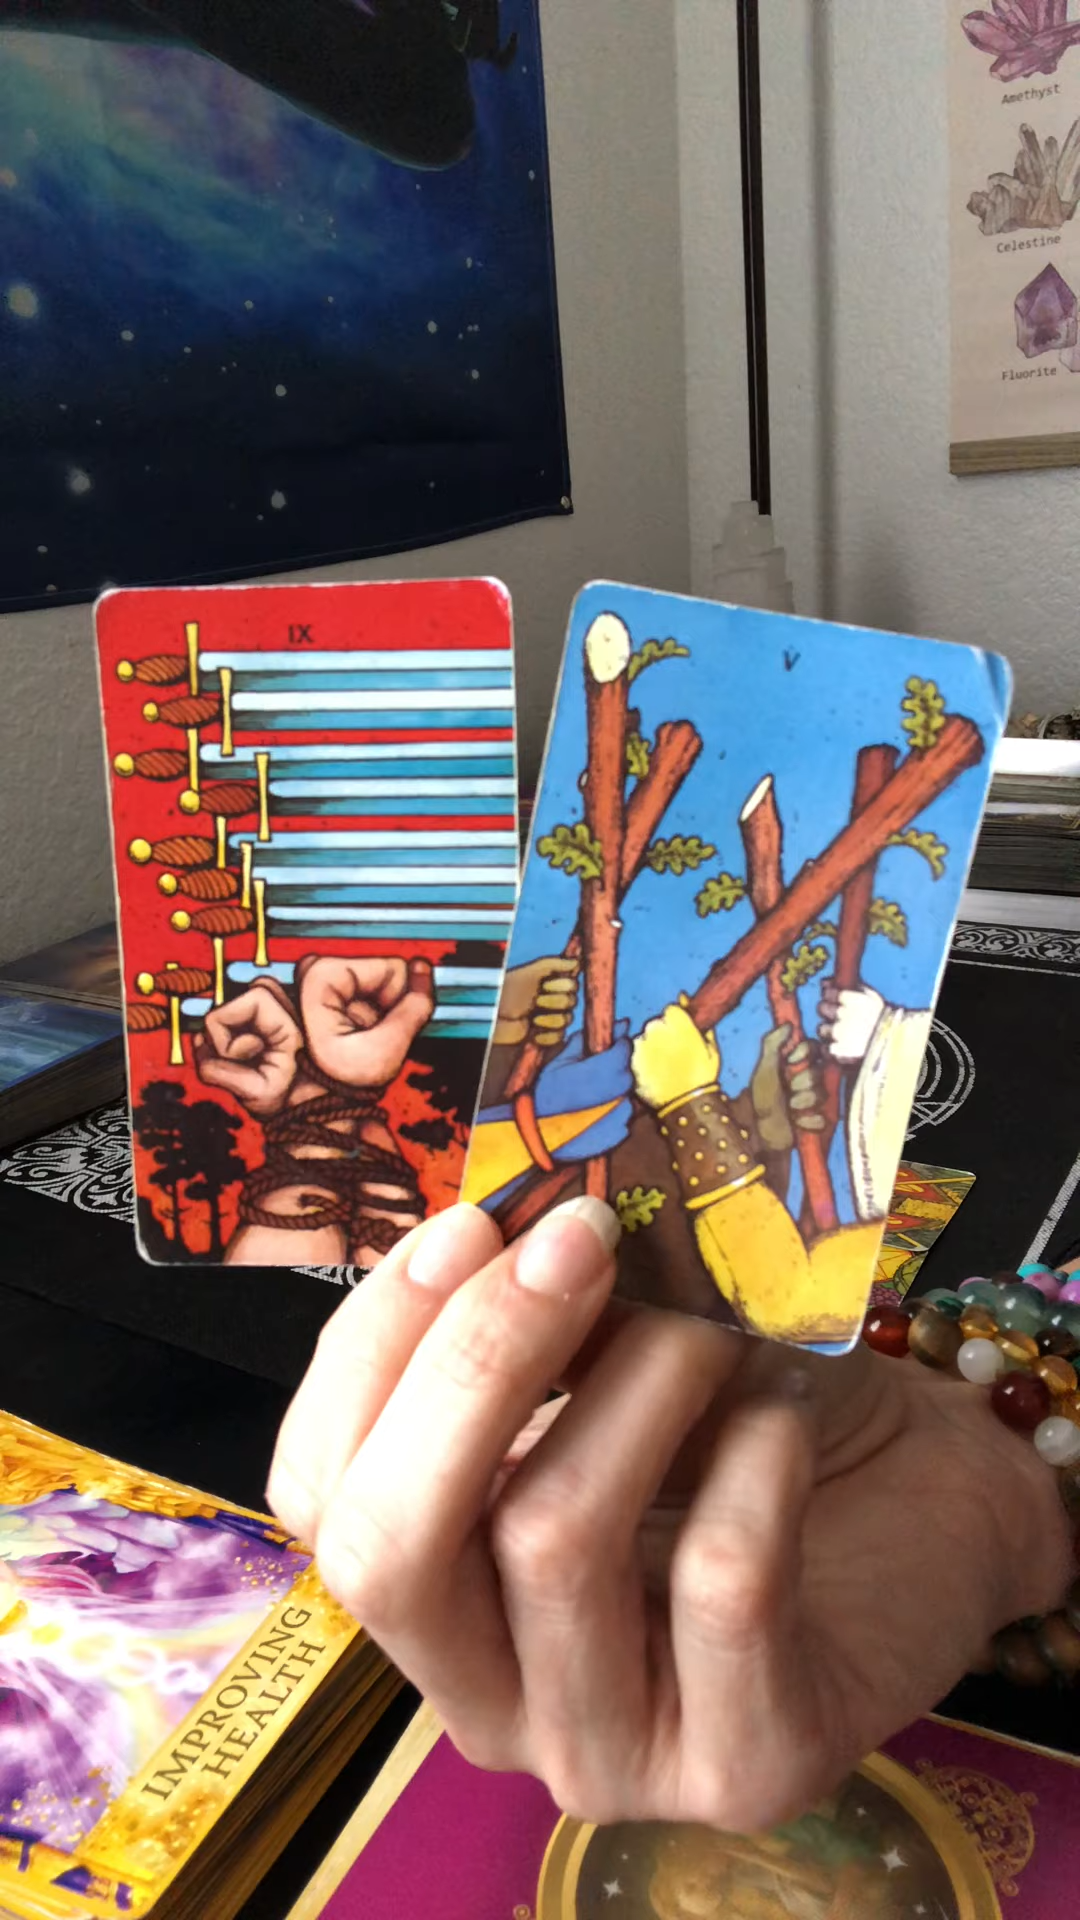 Amethyst
Celestine
Fluorite
IX
V
IMPROVING
HEALTH